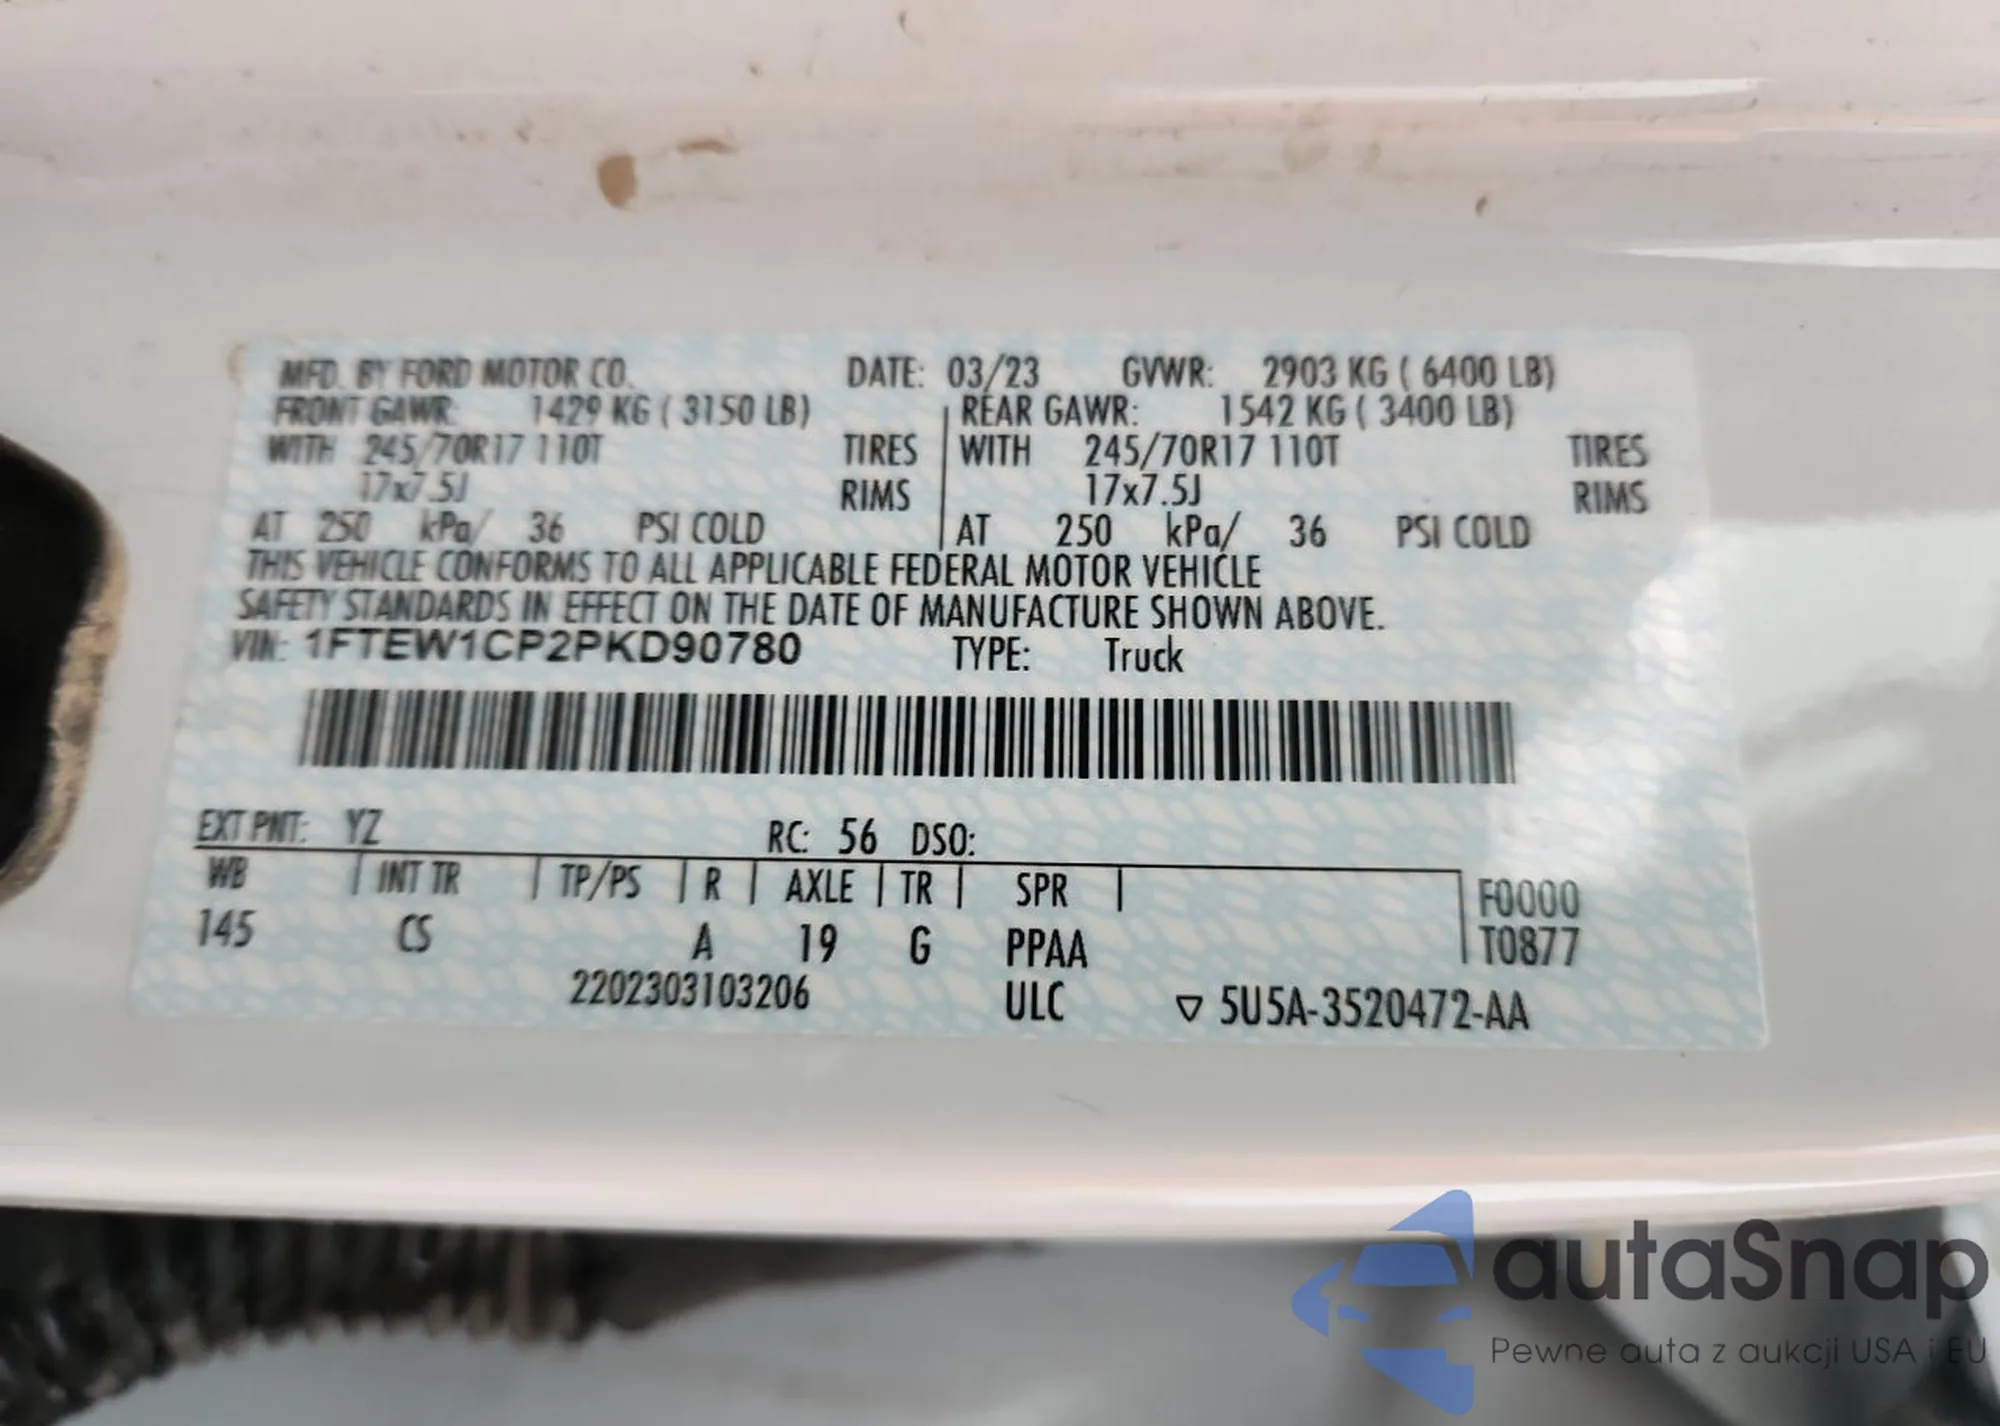 MFD. BY FORD MOTOR CO. DATE: 03/23 GVWR: 2903 KG ( 6400 LB)
FRONT GAWR: 1429 KG ( 3150 LB) REAR GAWR: 1542 KG ( 3400 LB)
WITH 245/70R17 110T TIRES WITH 245/70R17 110T TIRES
17x7.5J RIMS 17x7.5J RIMS
AT 250 kPa/ 36 PSI COLD AT 250 kPa/ 36 PSI COLD
THIS VEHICLE CONFORMS TO ALL APPLICABLE FEDERAL MOTOR VEHICLE
SAFETY STANDARDS IN EFFECT ON THE DATE OF MANUFACTURE SHOWN ABOVE.
VIN: 1FTEW1CP2PKD90780 TYPE: Truck
EXT PNT: YZ RC: 56 DSO:
WB INT TR TP/PS R AXLE TR SPR F0000
145 CS A 19 G PPAA T0877
2202303103206 ULC ▽ 5U5A-3520472-AA
autaSnap
Pewne auta z aukcji USA i EU